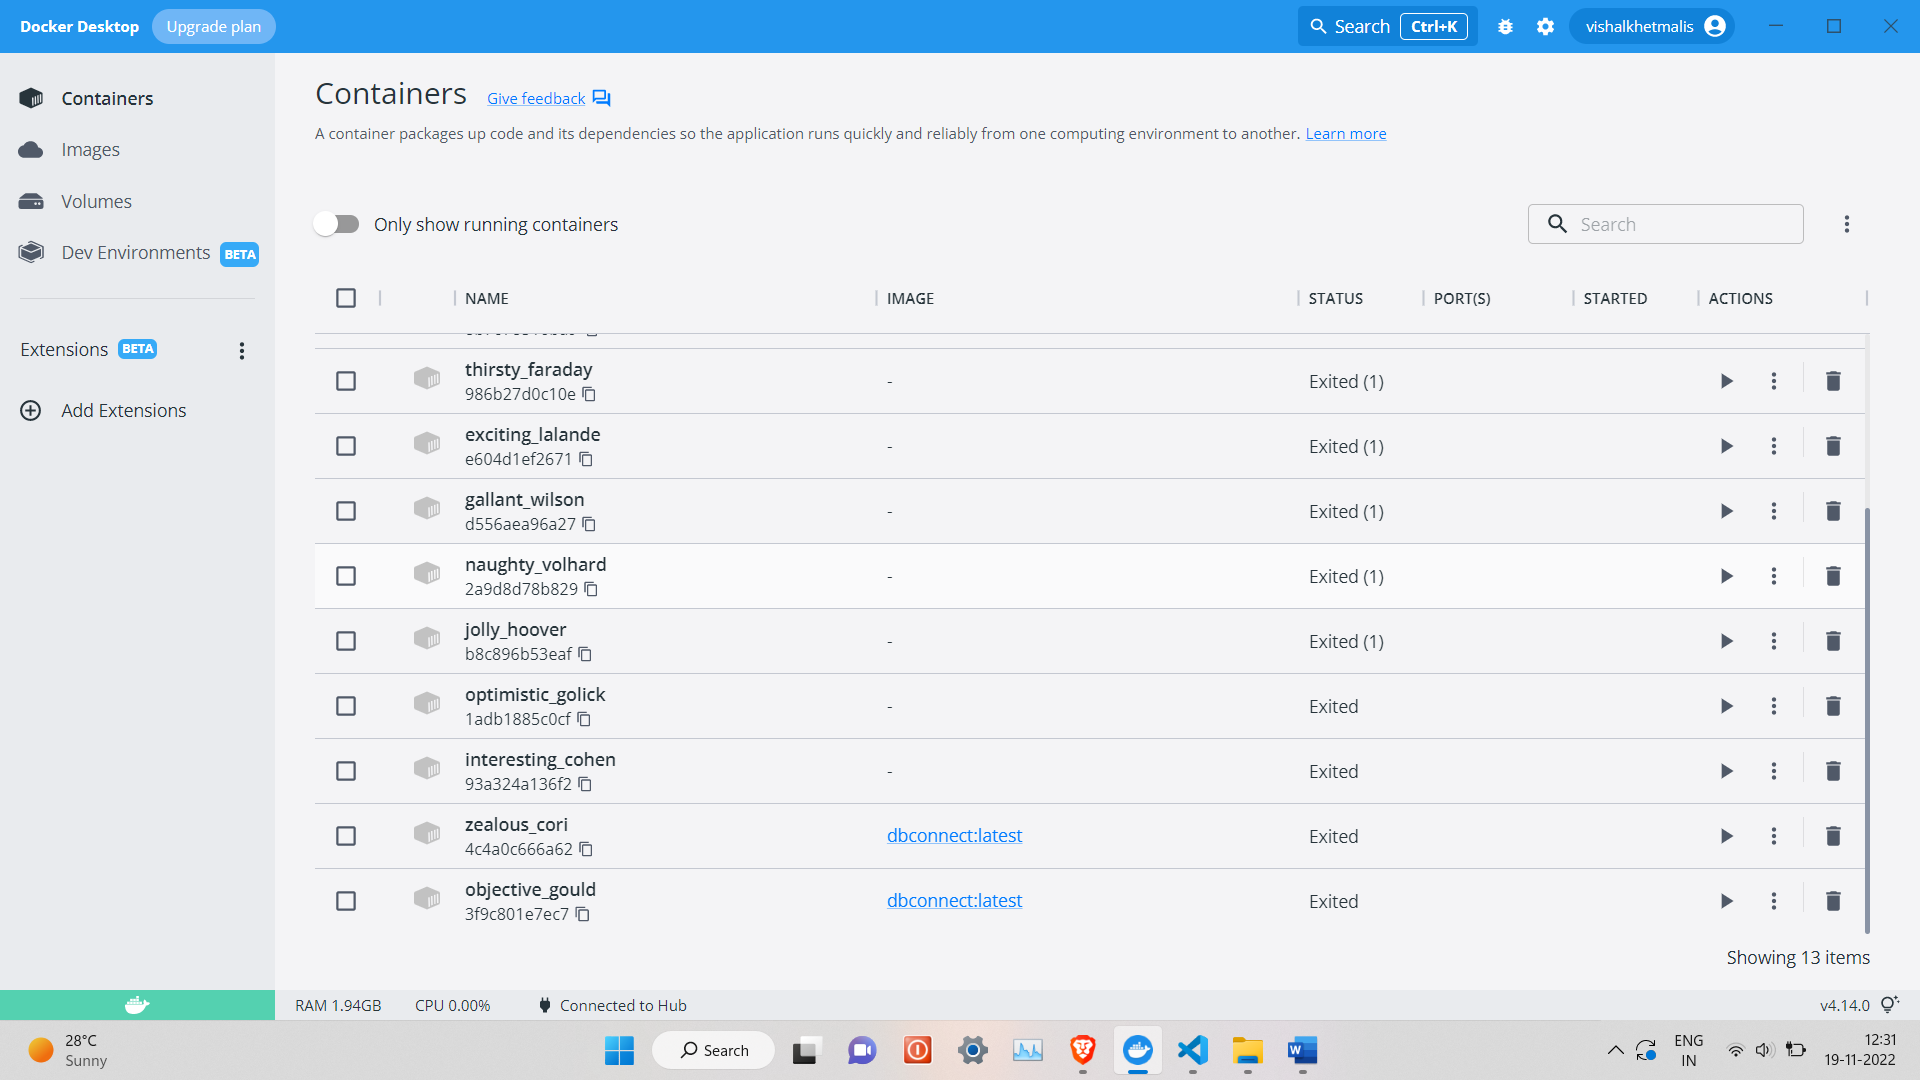 Docker Desktop
Upgrade plan
Search
Ctrl+K
vishalkhetmalis
Containers
Images
Volumes
Dev Environments BETA
Extensions BETA
Add Extensions
Containers
Give feedback
A container packages up code and its dependencies so the application runs quickly and reliably from one computing environment to another. Learn more
Only show running containers
Search
NAME IMAGE STATUS PORT(S) STARTED ACTIONS
thirsty_faraday
986b27d0c10e
- Exited (1)
exciting_lalande
e604d1ef2671
- Exited (1)
gallant_wilson
d556aea96a27
- Exited (1)
naughty_volhard
2a9d8d78b829
- Exited (1)
jolly_hoover
b8c896b53eaf
- Exited (1)
optimistic_golick
1adb1885c0cf
- Exited
interesting_cohen
93a324a136f2
- Exited
zealous_cori
4c4a0c666a62
dbconnect:latest Exited
objective_gould
3f9c801e7ec7
dbconnect:latest Exited
Showing 13 items
RAM 1.94GB CPU 0.00% Connected to Hub
v4.14.0
28°C
Sunny
Search
ENG
IN
12:31
19-11-2022